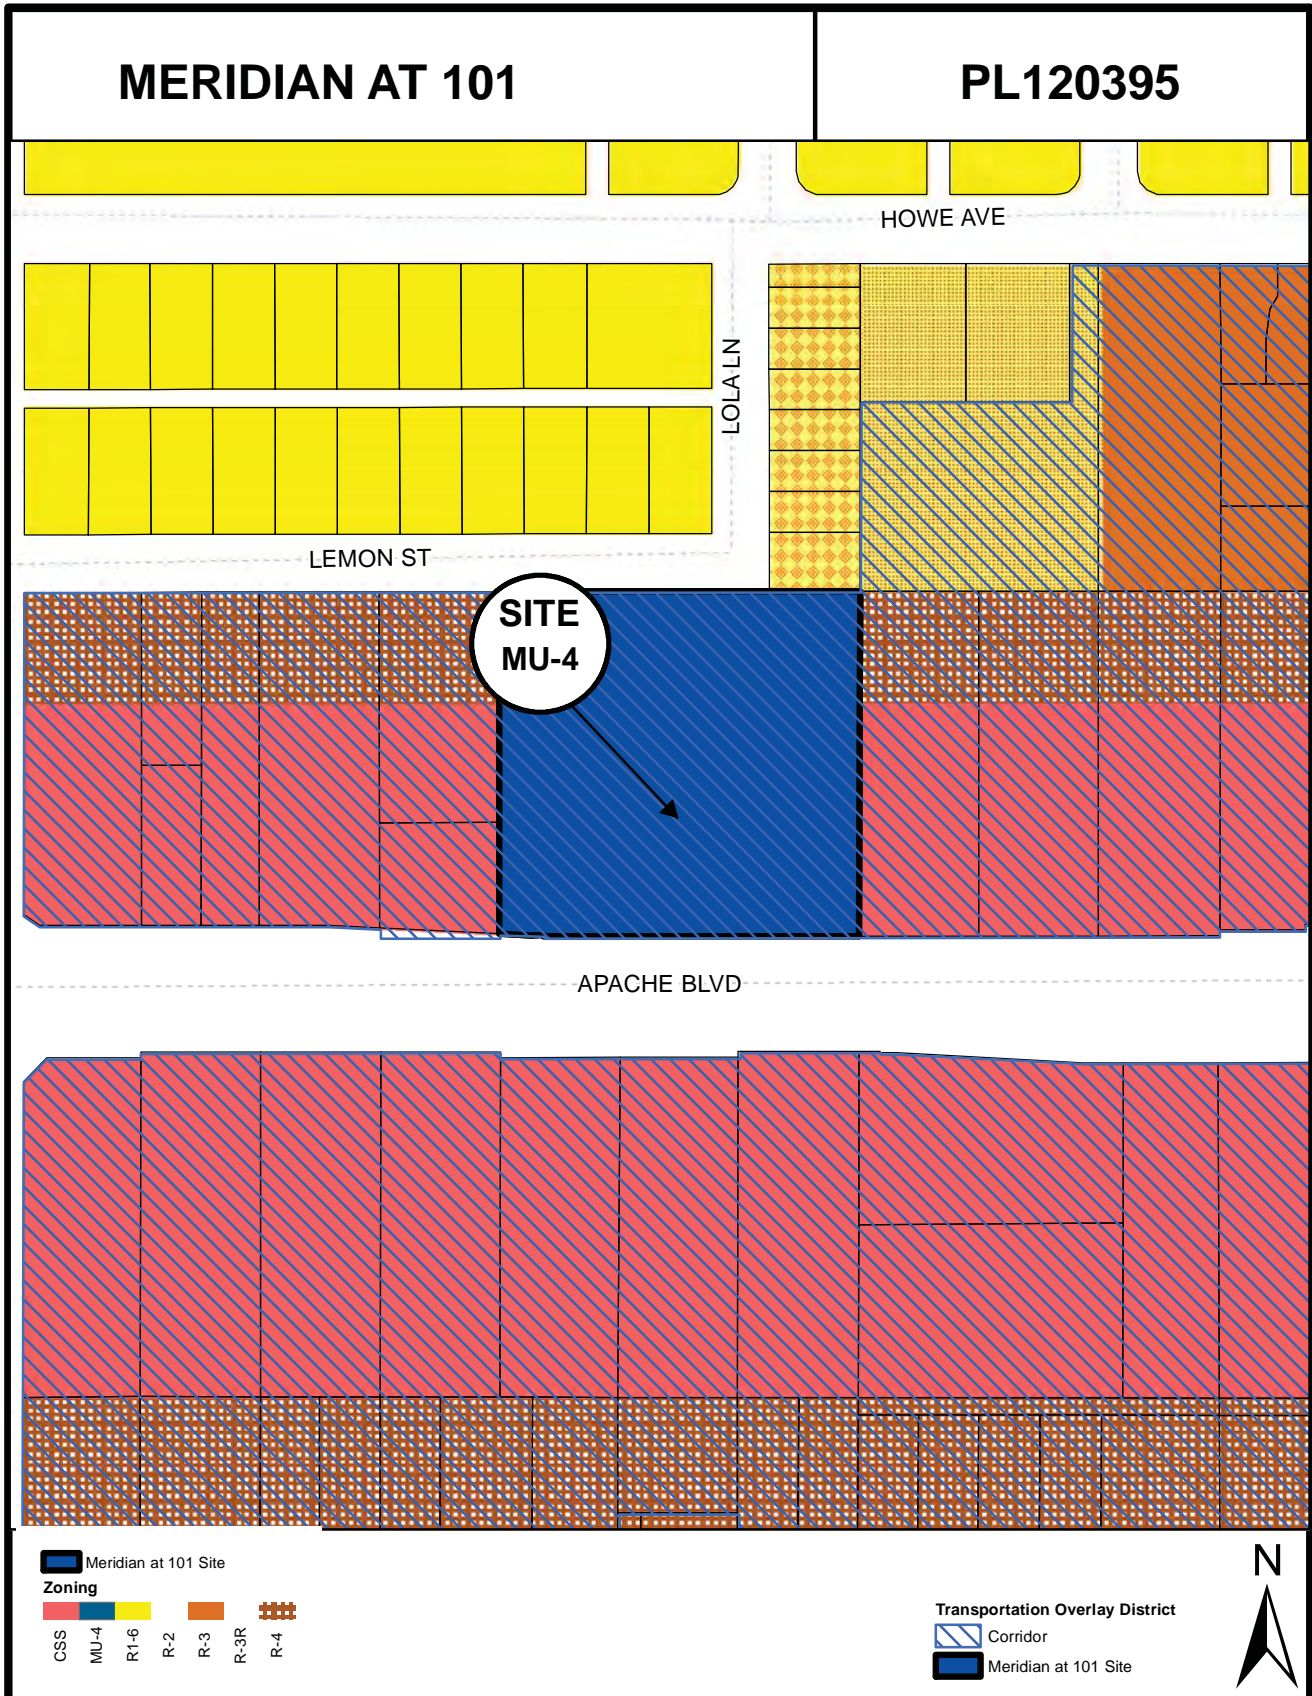 MERIDIAN AT 101
PL120395
HOWE AVE
LOLA LN
LEMON ST
SITE
MU-4
APACHE BLVD
Meridian at 101 Site
Zoning
CSS
MU-4
R1-6
R-2
R-3
R-3R
R-4
Transportation Overlay District
Corridor
Meridian at 101 Site
N